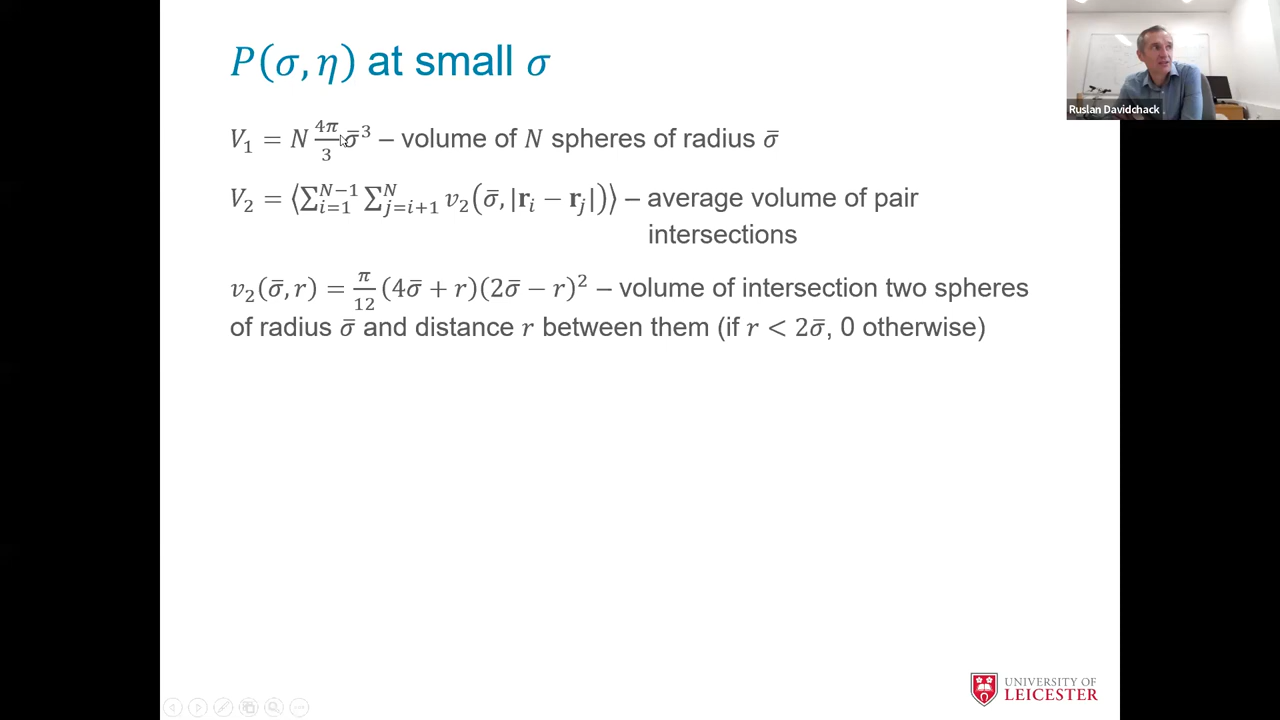 P(σ, η) at small σ
V₁ = N 4π/3 σ̄³ – volume of N spheres of radius σ̄
V₂ = ⟨∑ᵢ₌₁ᴺ⁻¹ ∑ⱼ₌ᵢ₊₁ᴺ v₂(σ̄, |𝐫ᵢ − 𝐫ⱼ|)⟩ – average volume of pair
intersections
v₂(σ̄, r) = π/12 (4σ̄ + r)(2σ̄ − r)² – volume of intersection two spheres
of radius σ̄ and distance r between them (if r < 2σ̄, 0 otherwise)
Ruslan Davidchack
UNIVERSITY OF
LEICESTER